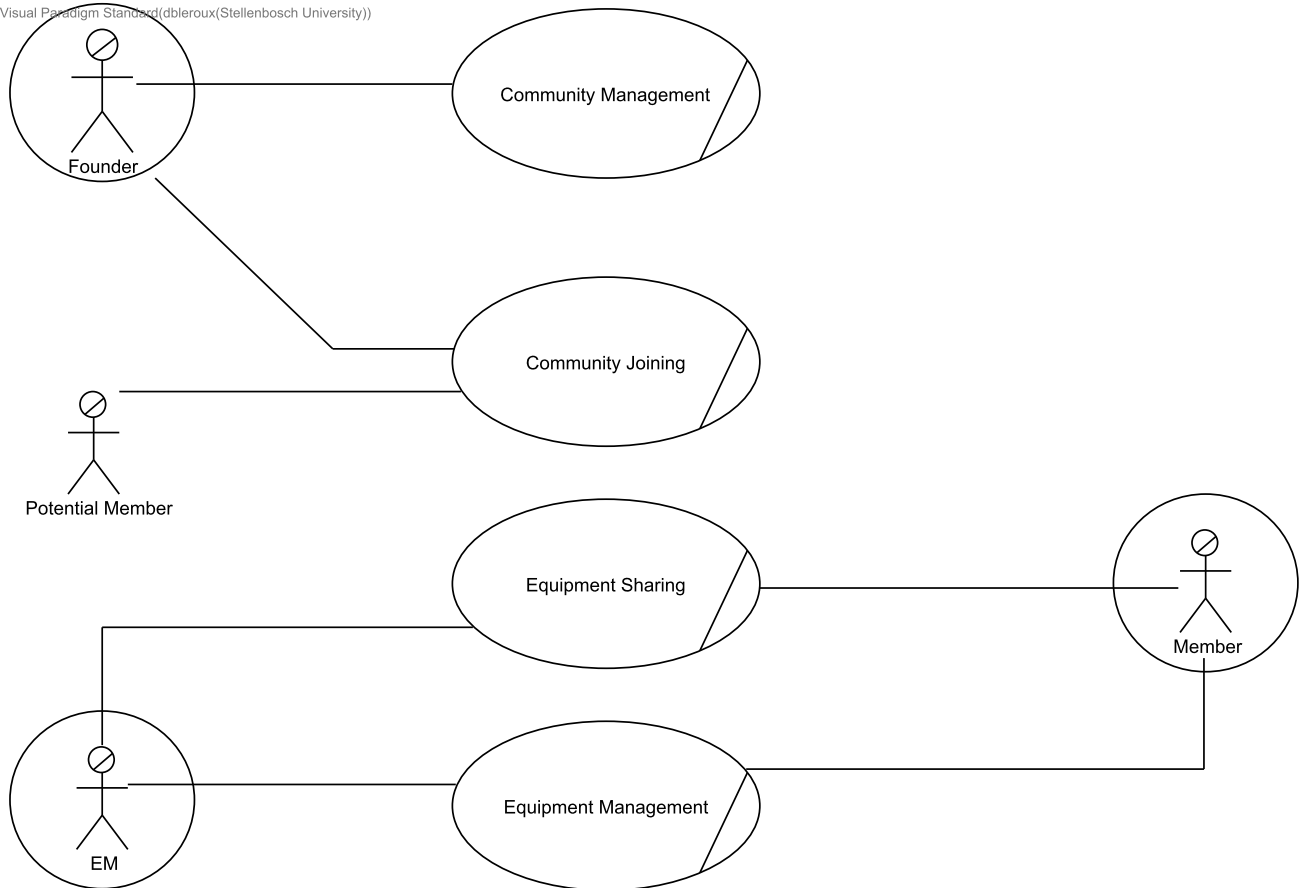 Visual Paradigm Standard(dbleroux(Stellenbosch University))
Community Management
Founder
Community Joining
Potential Member
Equipment Sharing
Member
Equipment Management
EM